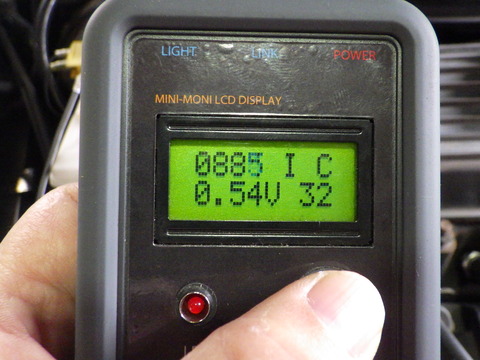 LIGHT LINK POWER
MINI-MONI LCD DISPLAY
0885 I C
0.54V 32